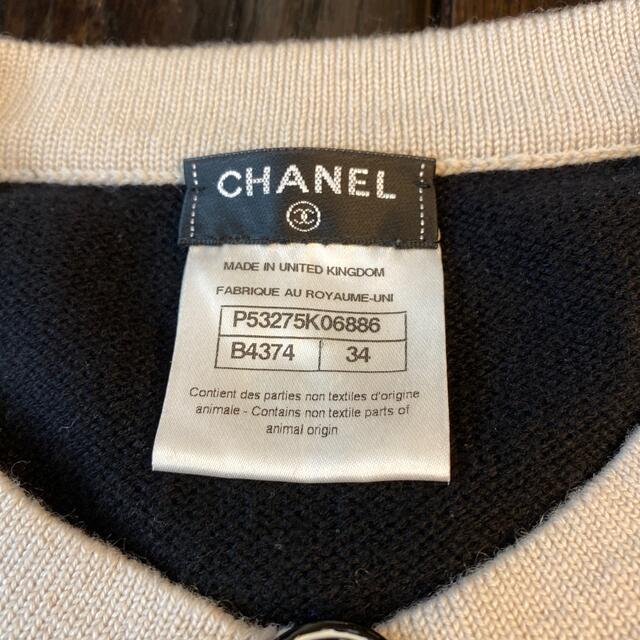 CHANEL
MADE IN UNITED KINGDOM
FABRIQUE AU ROYAUME-UNI
P53275K06886
B4374 34
Contient des parties non textiles d'origine
animale - Contains non textile parts of
animal origin